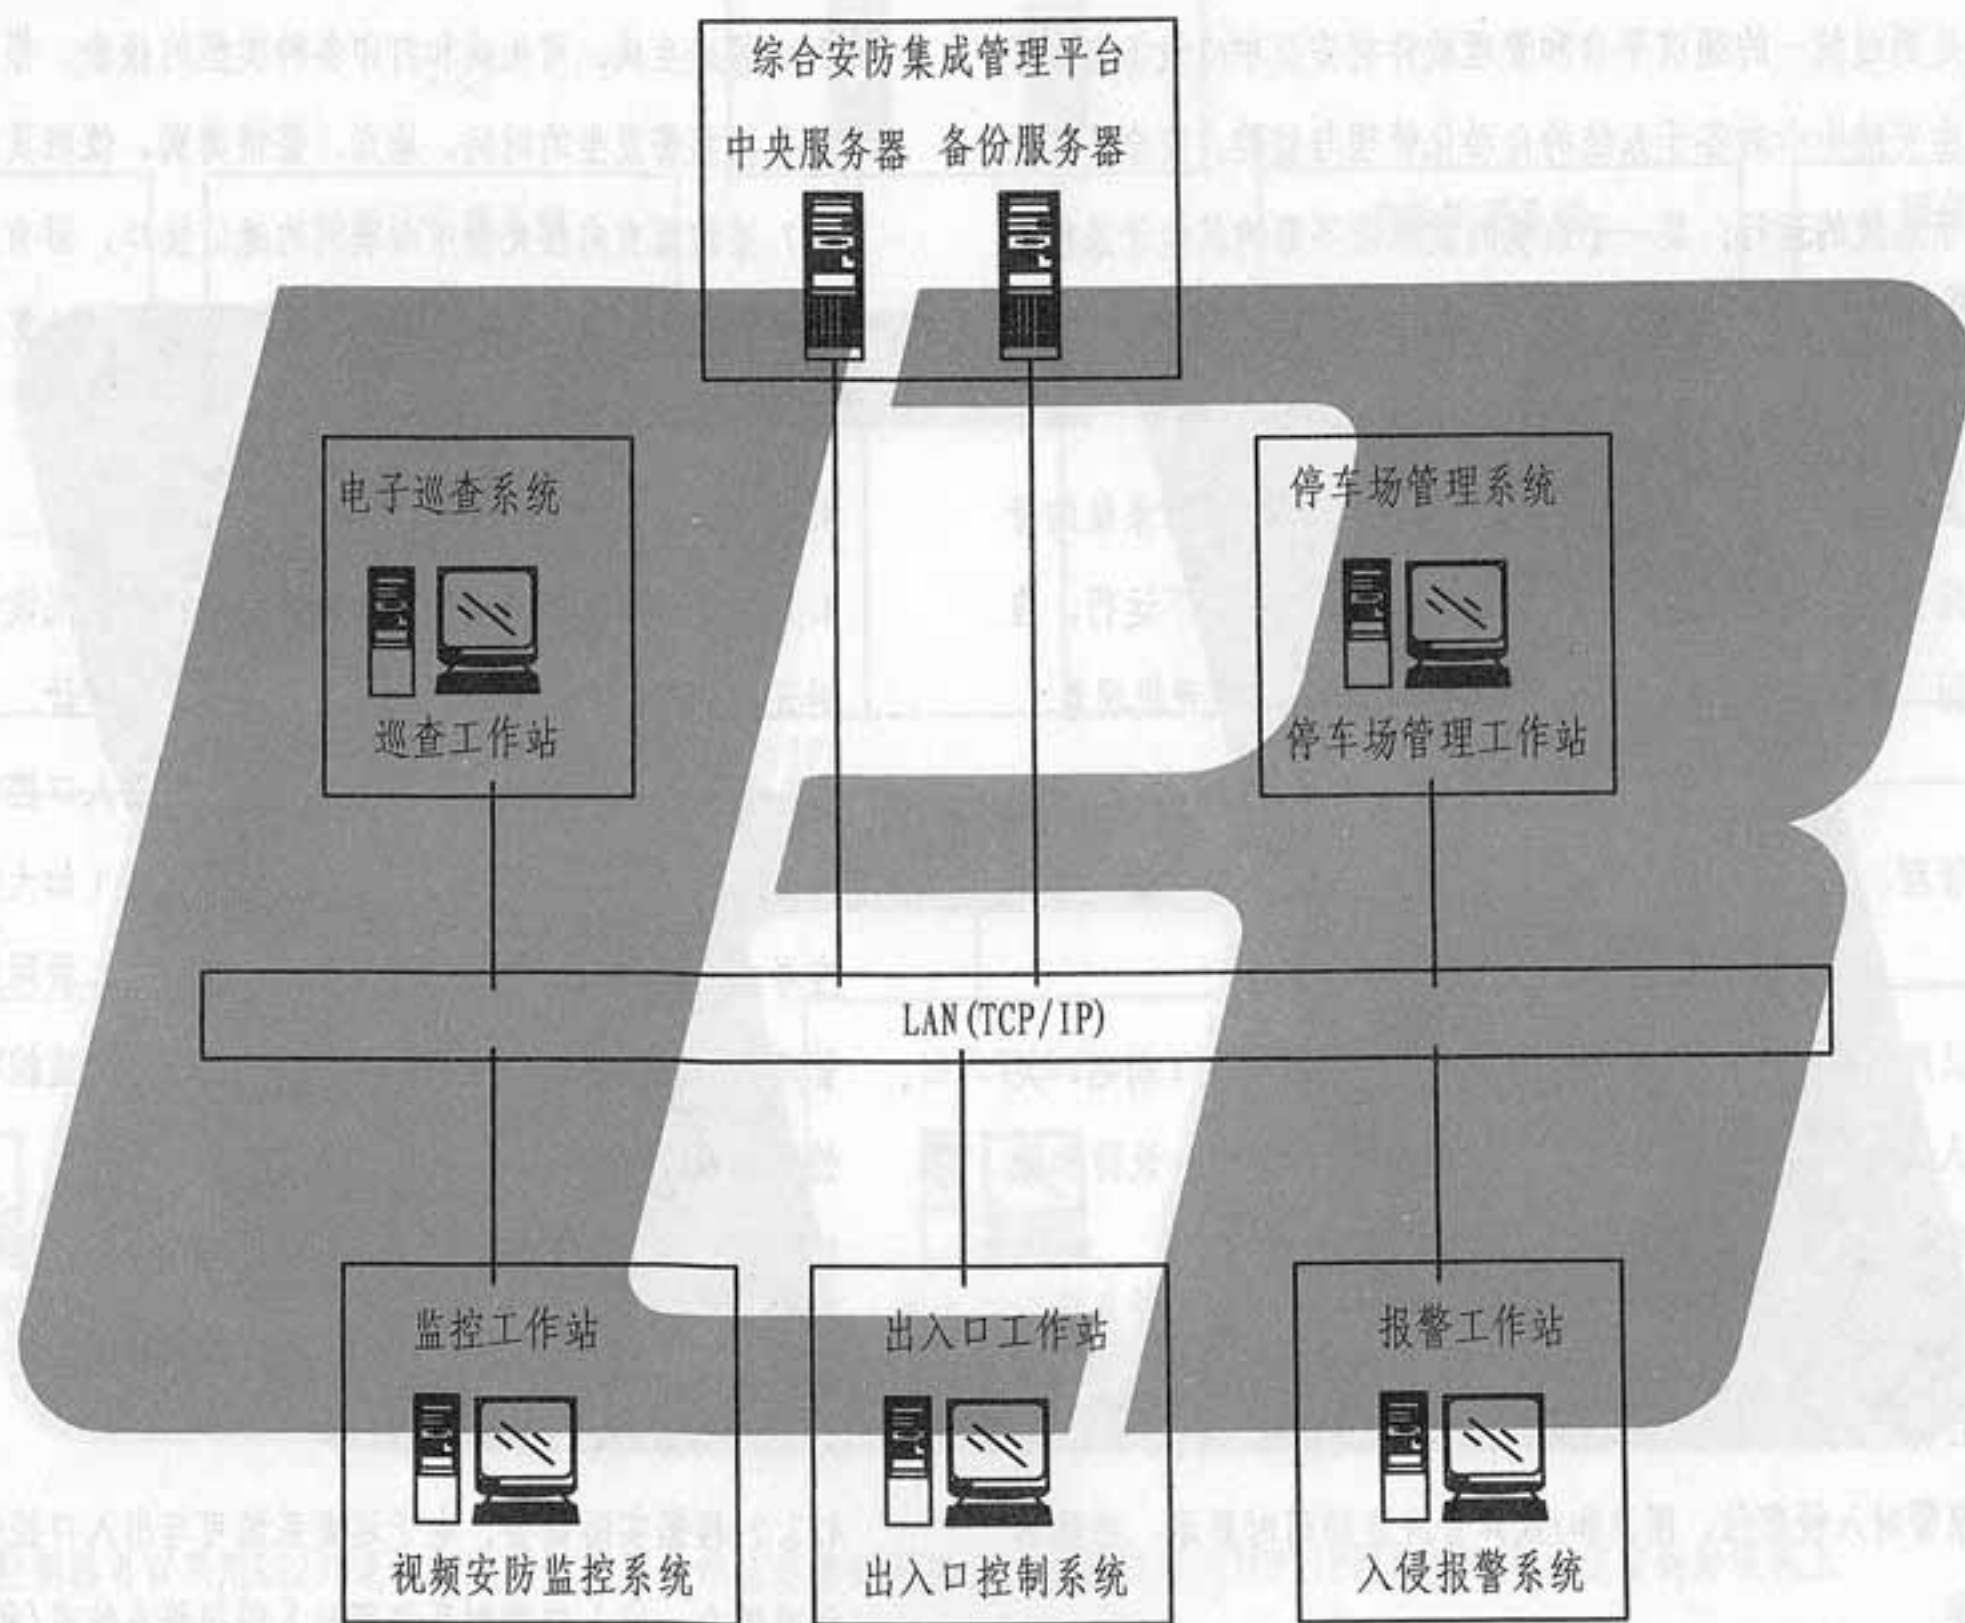 综合安防集成管理平台
中央服务器 备份服务器
电子巡查系统
巡查工作站
停车场管理系统
停车场管理工作站
LAN(TCP/IP)
监控工作站
视频安防监控系统
出入口工作站
出入口控制系统
报警工作站
入侵报警系统